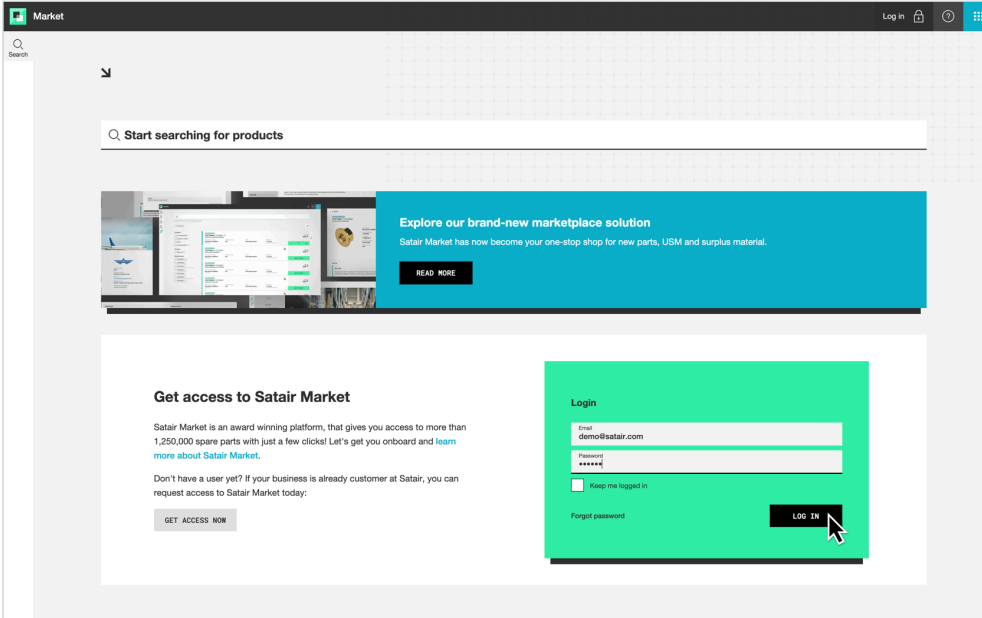 Market
Log in
Search
Start searching for products
Explore our brand-new marketplace solution
Satair Market has now become your one-stop shop for new parts, USM and surplus material.
READ MORE
Get access to Satair Market
Satair Market is an award winning platform, that gives you access to more than
1,250,000 spare parts with just a few clicks! Let's get you onboard and learn
more about Satair Market.
Don't have a user yet? If your business is already customer at Satair, you can
request access to Satair Market today:
GET ACCESS NOW
Login
Email
demo@satair.com
Password
••••••
Keep me logged in
Forgot password
LOG IN